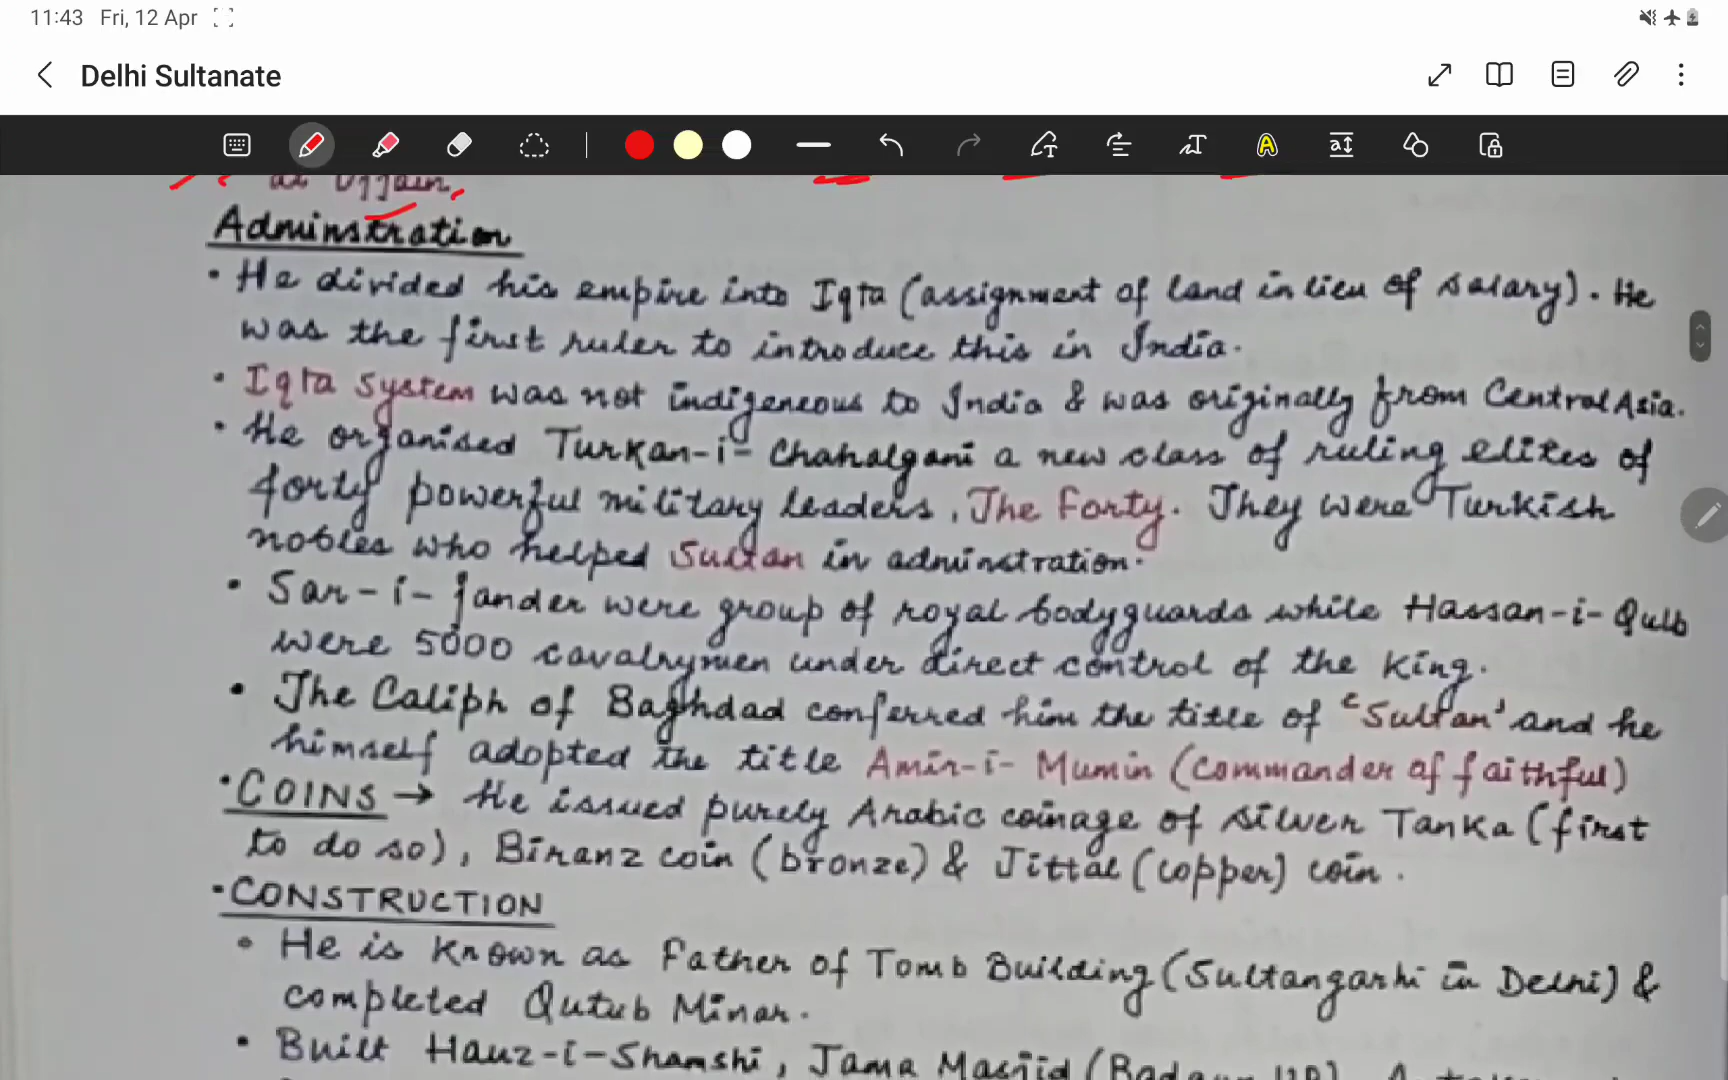 11:43 Fri, 12 Apr
Delhi Sultanate
at Ujjain,
Adminstration
• He divided his empire into Iqta (assignment of land in lieu of salary). He
was the first ruler to introduce this in India.
• Iqta System was not indigeneous to India & was originally from Central Asia.
• He organised Turkan-i-Chahalgani a new class of ruling elites of
forty powerful military leaders, The Forty. They were Turkish
nobles who helped Sultan in adminstration.
• Sar-i-jander were group of royal bodyguards while Hassan-i-Qulb
were 5000 cavalrymen under direct control of the King.
• The Caliph of Baghdad conferred him the title of 'Sultan' and he
himself adopted the title Amir-i-Mumin (Commander of faithful)
• COINS → He issued purely Arabic coinage of silver Tanka (first
to do so), Biranz coin (bronze) & Jittal (copper) coin.
• CONSTRUCTION
• He is known as Father of Tomb Building (Sultangarhi in Delhi) &
completed Qutub Minar.
• Built Hauz-i-Shamshi, Jama Masjid (Badaun UP),